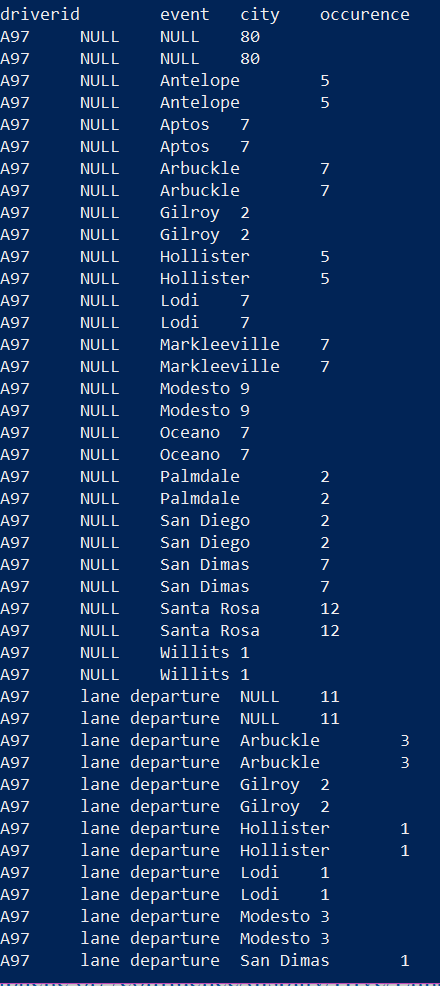 driverid event city occurence
A97 NULL NULL 80
A97 NULL NULL 80
A97 NULL Antelope 5
A97 NULL Antelope 5
A97 NULL Aptos 7
A97 NULL Aptos 7
A97 NULL Arbuckle 7
A97 NULL Arbuckle 7
A97 NULL Gilroy 2
A97 NULL Gilroy 2
A97 NULL Hollister 5
A97 NULL Hollister 5
A97 NULL Lodi 7
A97 NULL Lodi 7
A97 NULL Markleeville 7
A97 NULL Markleeville 7
A97 NULL Modesto 9
A97 NULL Modesto 9
A97 NULL Oceano 7
A97 NULL Oceano 7
A97 NULL Palmdale 2
A97 NULL Palmdale 2
A97 NULL San Diego 2
A97 NULL San Diego 2
A97 NULL San Dimas 7
A97 NULL San Dimas 7
A97 NULL Santa Rosa 12
A97 NULL Santa Rosa 12
A97 NULL Willits 1
A97 NULL Willits 1
A97 lane departure NULL 11
A97 lane departure NULL 11
A97 lane departure Arbuckle 3
A97 lane departure Arbuckle 3
A97 lane departure Gilroy 2
A97 lane departure Gilroy 2
A97 lane departure Hollister 1
A97 lane departure Hollister 1
A97 lane departure Lodi 1
A97 lane departure Lodi 1
A97 lane departure Modesto 3
A97 lane departure Modesto 3
A97 lane departure San Dimas 1